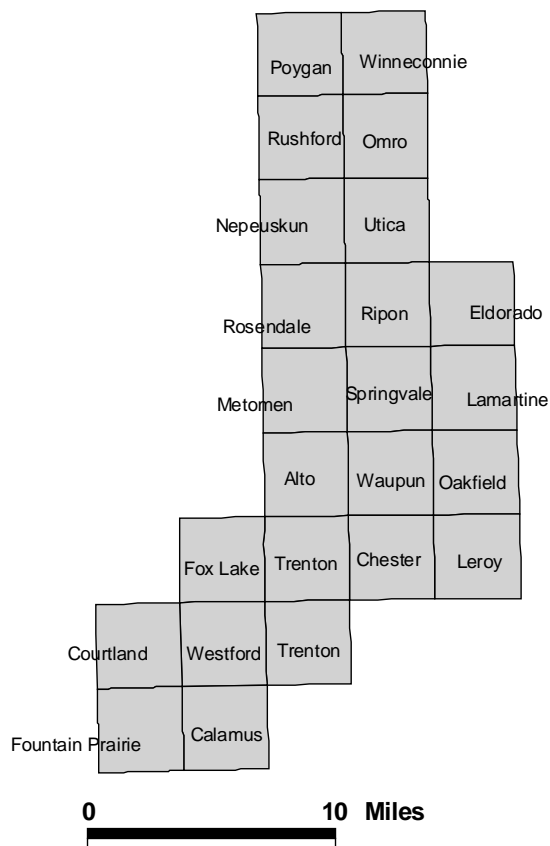 Poygan Winneconnie
Rushford Omro
Nepeuskun Utica
Rosendale Ripon Eldorado
Metomen Springvale Lamartine
Alto Waupun Oakfield
Fox Lake Trenton Chester Leroy
Courtland Westford Trenton
Fountain Prairie Calamus
0 10 Miles